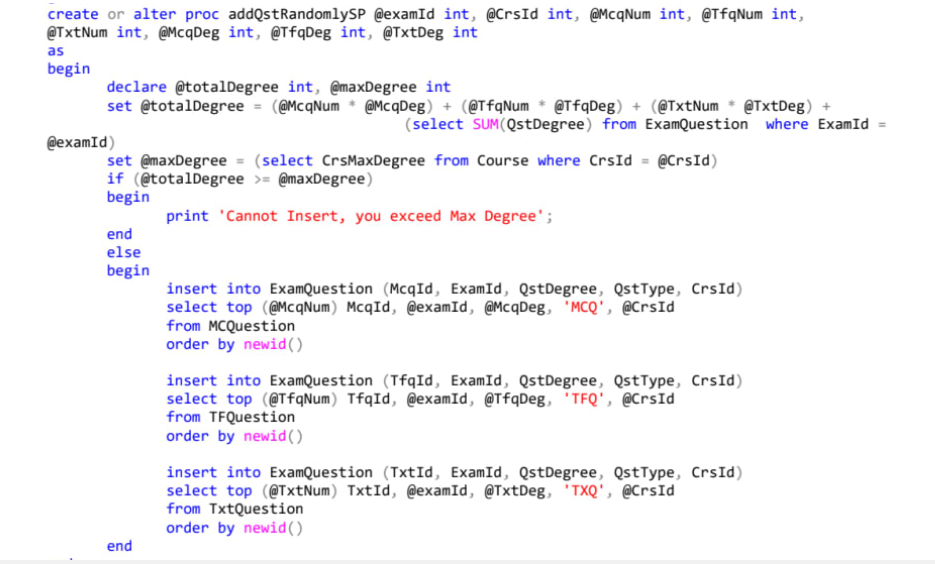 create or alter proc addQstRandomlySP @examId int, @CrsId int, @McqNum int, @TfqNum int,
@TxtNum int, @McqDeg int, @TfqDeg int, @TxtDeg int
as
begin
declare @totalDegree int, @maxDegree int
set @totalDegree = (@McqNum * @McqDeg) + (@TfqNum * @TfqDeg) + (@TxtNum * @TxtDeg) +
(select SUM(QstDegree) from ExamQuestion where ExamId =
@examId)
set @maxDegree = (select CrsMaxDegree from Course where CrsId = @CrsId)
if (@totalDegree >= @maxDegree)
begin
print 'Cannot Insert, you exceed Max Degree';
end
else
begin
insert into ExamQuestion (McqId, ExamId, QstDegree, QstType, CrsId)
select top (@McqNum) McqId, @examId, @McqDeg, 'MCQ', @CrsId
from MCQuestion
order by newid()
insert into ExamQuestion (TfqId, ExamId, QstDegree, QstType, CrsId)
select top (@TfqNum) TfqId, @examId, @TfqDeg, 'TFQ', @CrsId
from TFQuestion
order by newid()
insert into ExamQuestion (TxtId, ExamId, QstDegree, QstType, CrsId)
select top (@TxtNum) TxtId, @examId, @TxtDeg, 'TXQ', @CrsId
from TxtQuestion
order by newid()
end